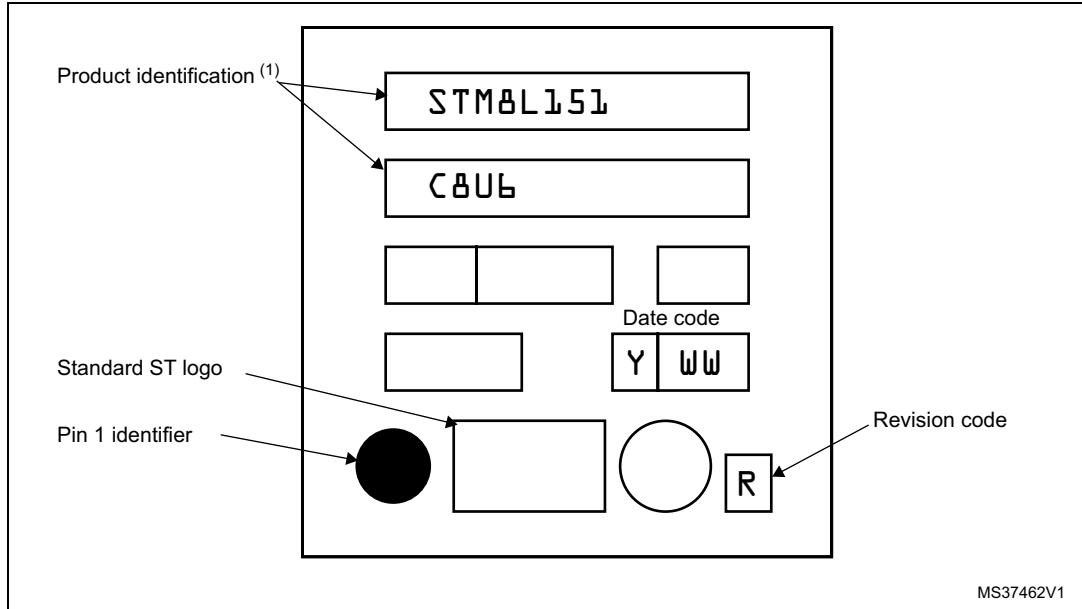 Product identification (1)
STM8L151
C8U6
Date code
Y WW
Standard ST logo
Pin 1 identifier
Revision code
R
MS37462V1